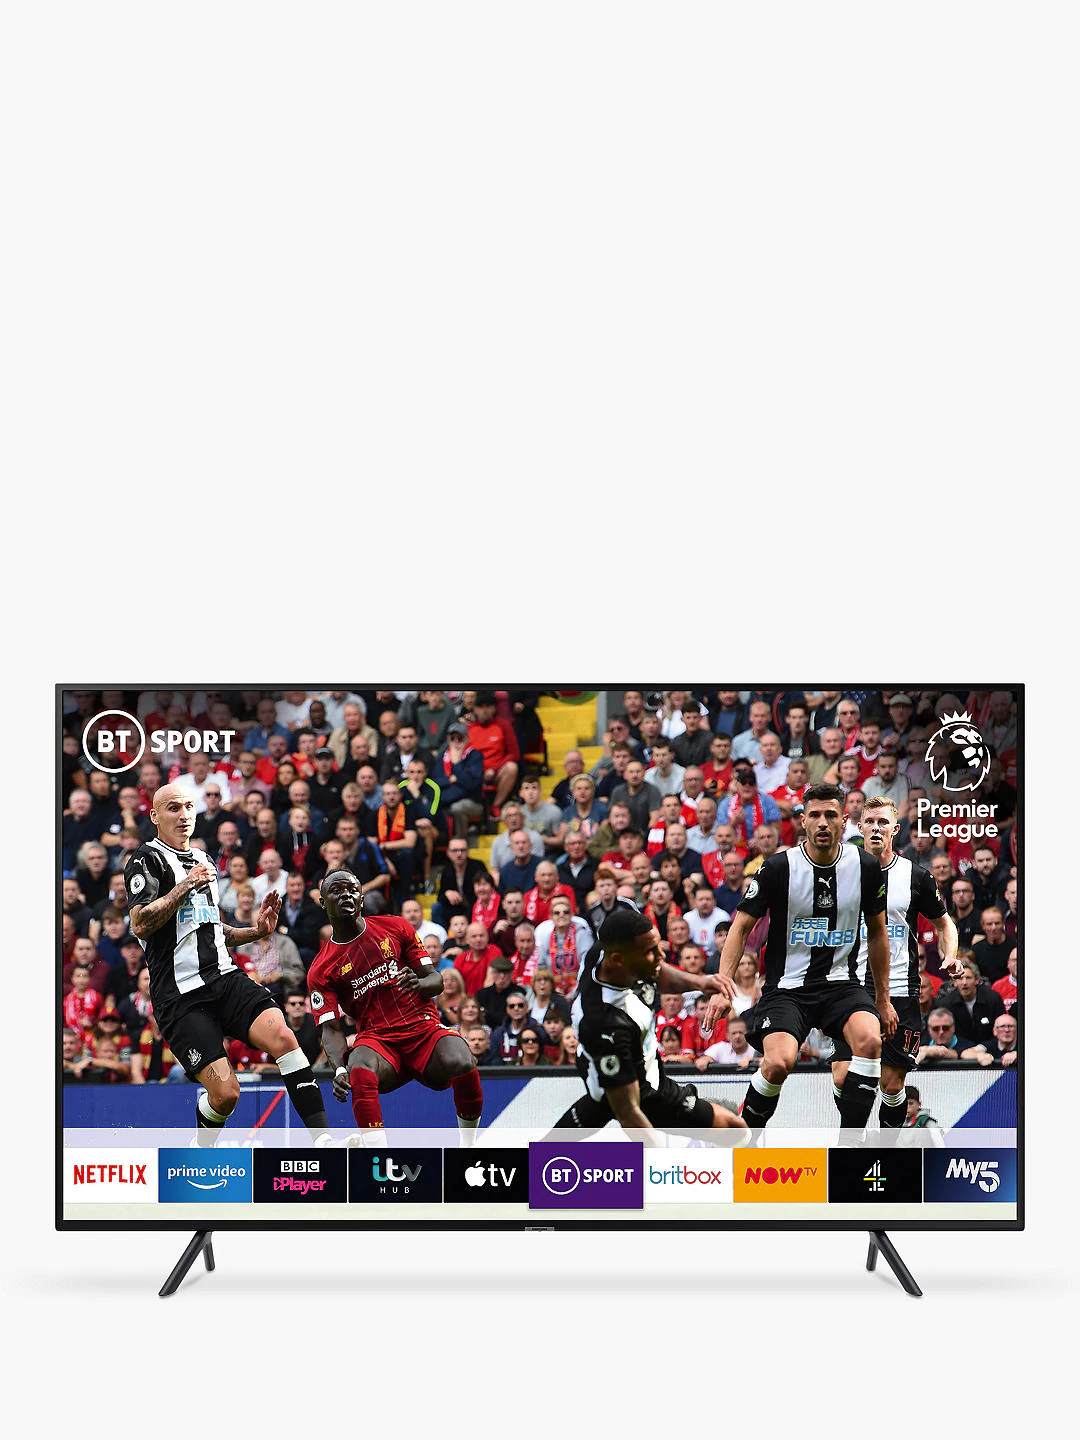 BT SPORT
Premier
League
FUN88
Standard
Chartered
FUN88
17
NETFLIX
prime video
BBC
iPlayer
itv
HUB
tv
BT SPORT
britbox
NOW TV
4
My5